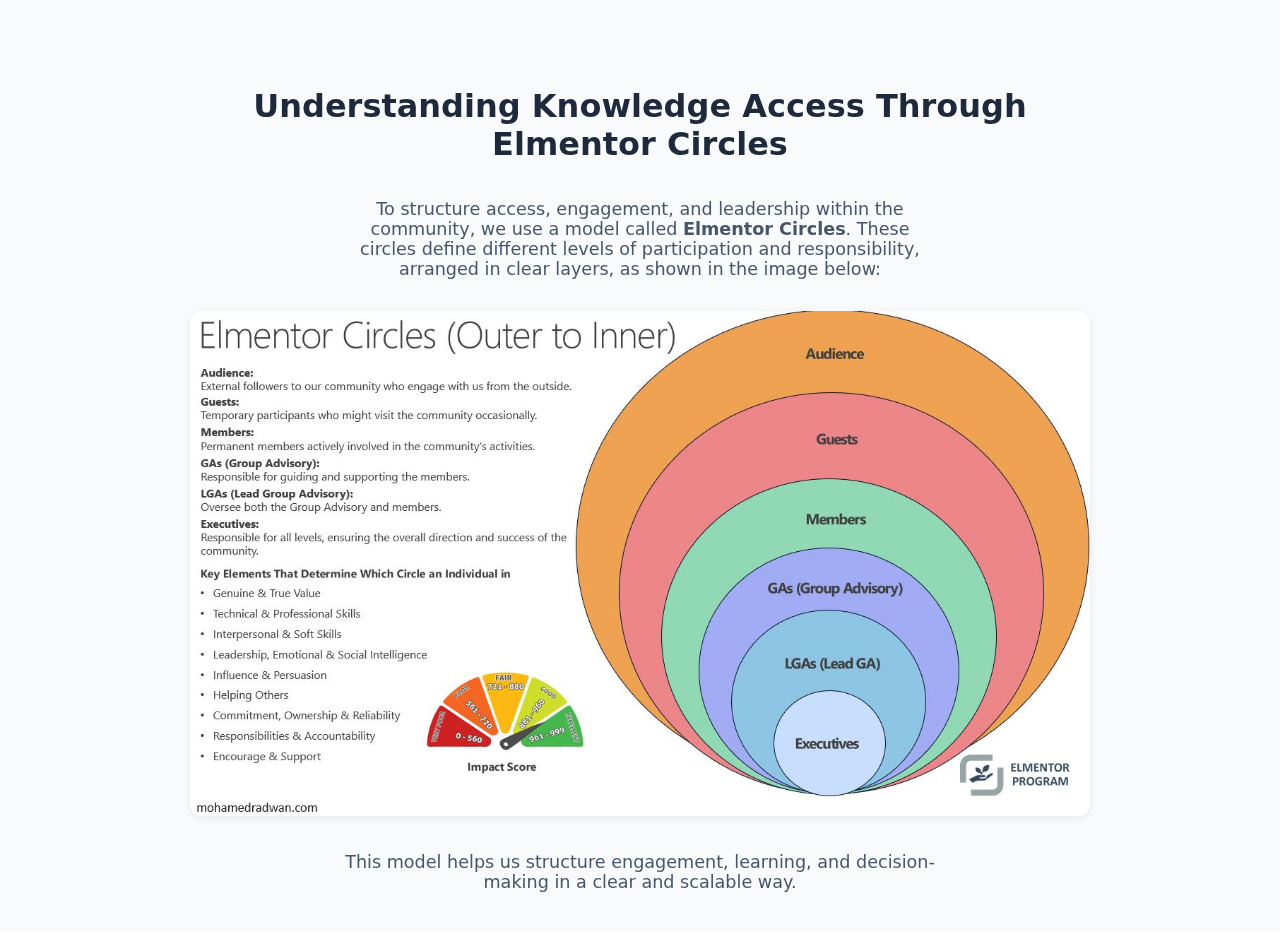 Understanding Knowledge Access Through
Elmentor Circles
To structure access, engagement, and leadership within the
community, we use a model called Elmentor Circles. These
circles define different levels of participation and responsibility,
arranged in clear layers, as shown in the image below:
Elmentor Circles (Outer to Inner)
Audience:
External followers to our community who engage with us from the outside.
Guests:
Temporary participants who might visit the community occasionally.
Members:
Permanent members actively involved in the community's activities.
GAs (Group Advisory):
Responsible for guiding and supporting the members.
LGAs (Lead Group Advisory):
Oversee both the Group Advisory and members.
Executives:
Responsible for all levels, ensuring the overall direction and success of the
community.
Key Elements That Determine Which Circle an Individual in
• Genuine & True Value
• Technical & Professional Skills
• Interpersonal & Soft Skills
• Leadership, Emotional & Social Intelligence
• Influence & Persuasion
• Helping Others
• Commitment, Ownership & Reliability
• Responsibilities & Accountability
• Encourage & Support
0 - 560
561 - 720
FAIR
721 - 880
GOOD
881 - 960
961 - 999
Impact Score
mohamedradwan.com
Audience
Guests
Members
GAs (Group Advisory)
LGAs (Lead GA)
Executives
ELMENTOR
PROGRAM
This model helps us structure engagement, learning, and decision-
making in a clear and scalable way.